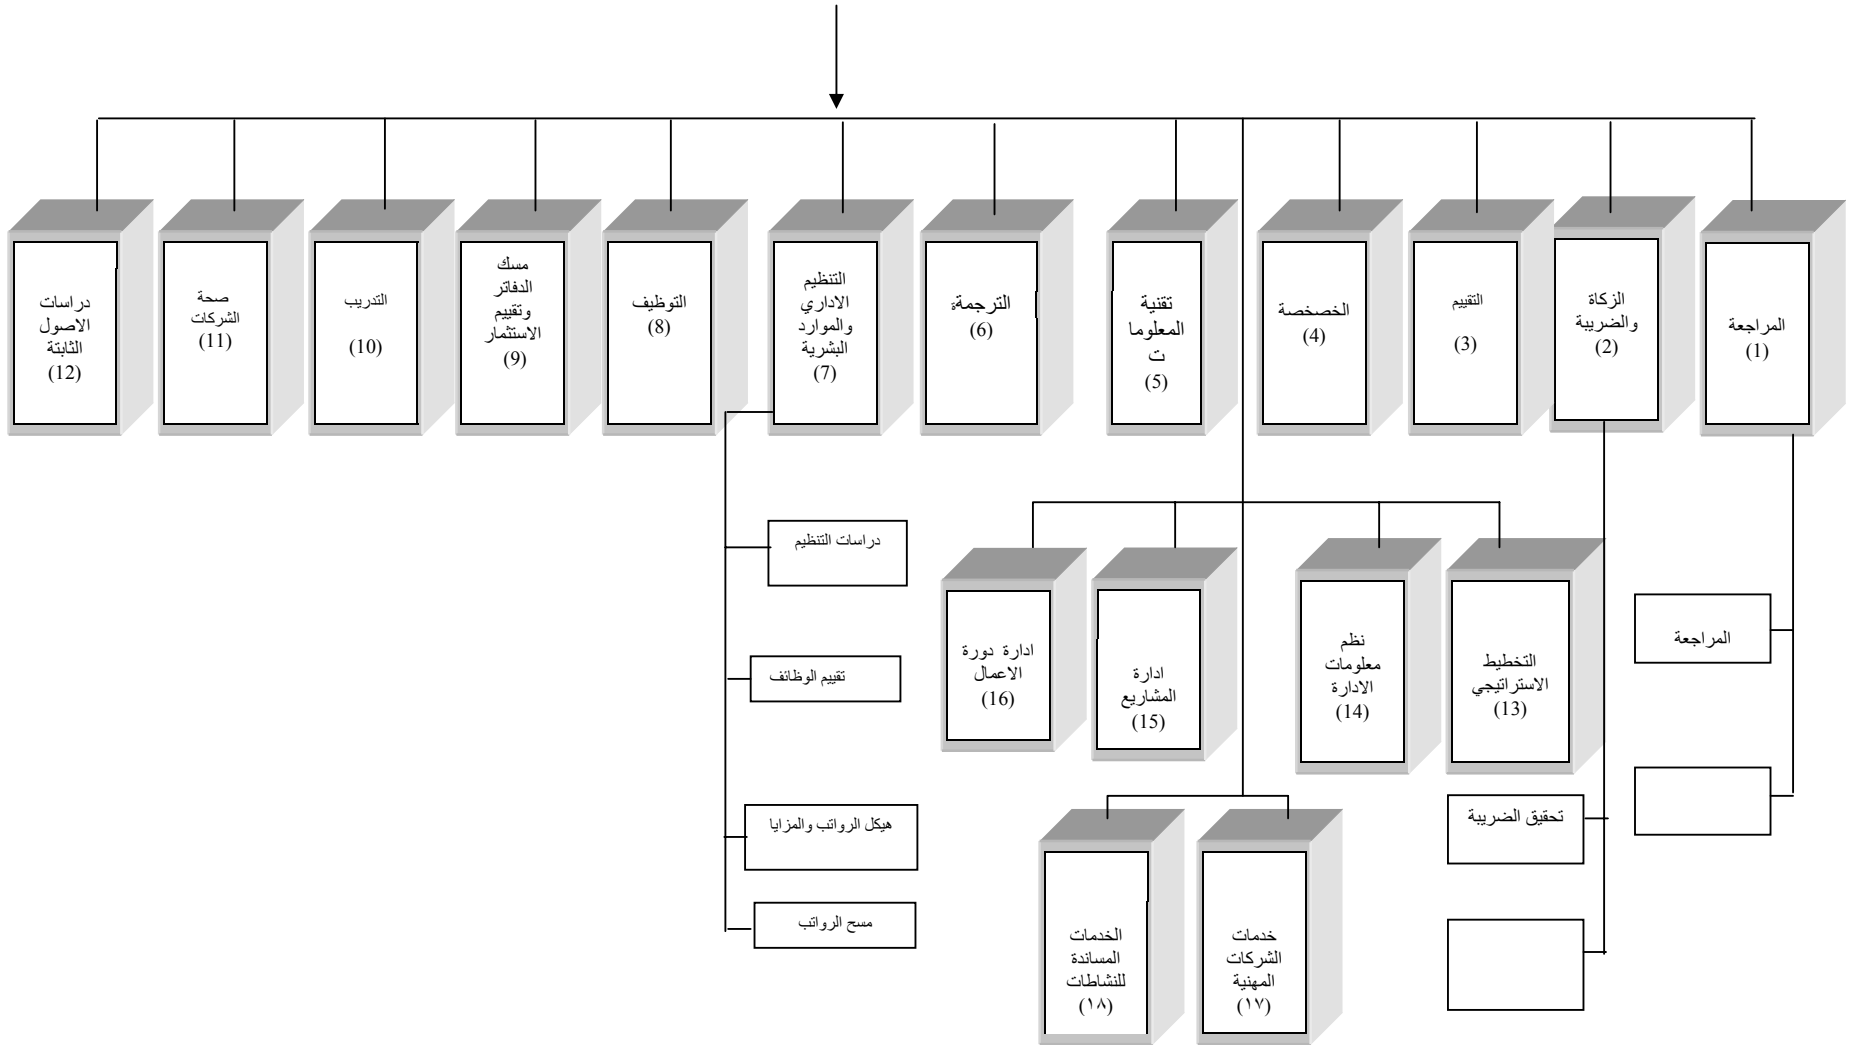 المراجعة
(1)
الزكاة
والضريبة
(2)
التقييم
(3)
الخصخصة
(4)
تقنية
المعلوما
ت
(5)
الترجمة
(6)
التنظيم
الاداري
والموارد
البشرية
(7)
التوظيف
(8)
مسك
الدفاتر
وتقييم
الاستثمار
(9)
التدريب
(10)
صحة
الشركات
(11)
دراسات
الاصول
الثابتة
(12)
التخطيط
الاستراتيجي
(13)
نظم
معلومات
الادارة
(14)
ادارة
المشاريع
(15)
ادارة دورة
الاعمال
(16)
خدمات
الشركات
المهنية
(١٧)
الخدمات
المساندة
للنشاطات
(١٨)
المراجعة
تحقيق الضريبة
دراسات التنظيم
تقييم الوظائف
هيكل الرواتب والمزايا
مسح الرواتب